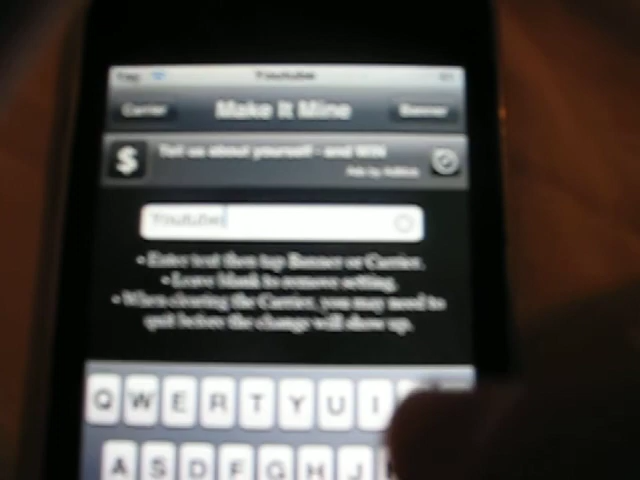 Youtube
Carrier Make It Mine Banner
$ Tell us about yourself - and WIN
Ads by AdMob
Youtube
• Enter text then tap Banner or Carrier.
• Leave blank to remove setting.
• When clearing the Carrier, you may need to
quit before the change will show up.
Q W E R T Y U I
A S D F G H J